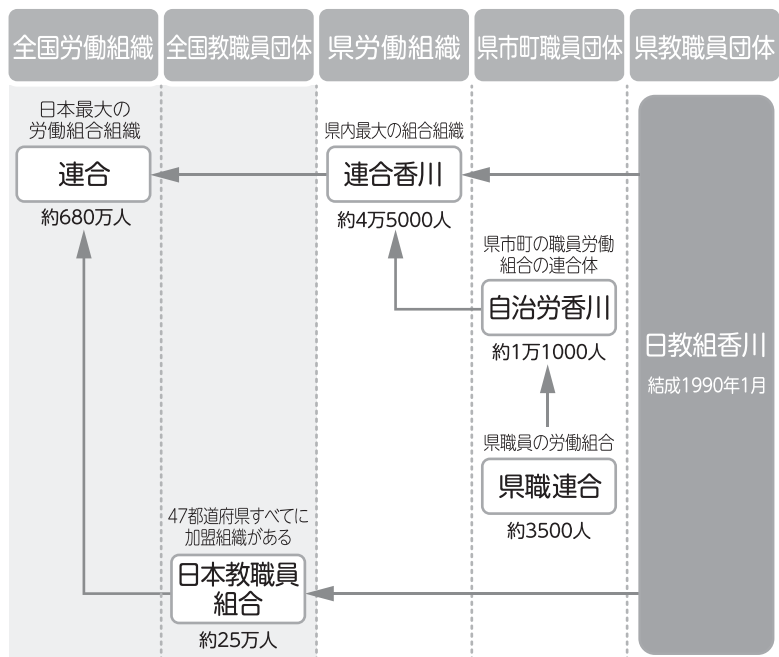 全国労働組織
全国教職員団体
県労働組織
県市町職員団体
県教職員団体
日本最大の
労働組合組織
連合
約680万人
県内最大の組合組織
連合香川
約4万5000人
県市町の職員労働
組合の連合体
自治労香川
約1万1000人
県職員の労働組合
県職連合
約3500人
47都道府県すべてに
加盟組織がある
日本教職員
組合
約25万人
日教組香川
結成1990年1月